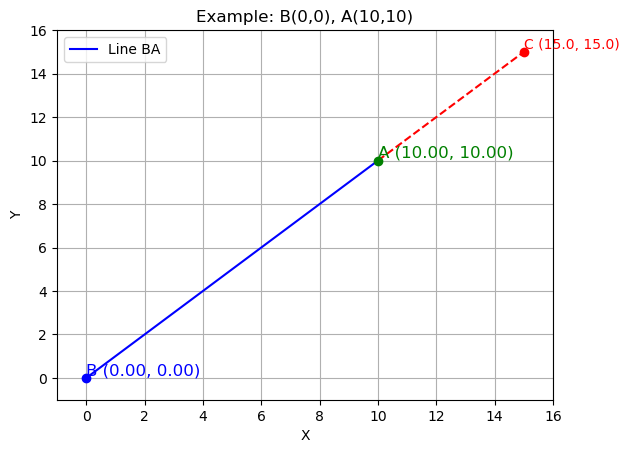 Example: B(0,0), A(10,10)
Line BA
C (15.0, 15.0)
A (10.00, 10.00)
B (0.00, 0.00)
16
14
12
10
8
6
4
2
0
Y
0 2 4 6 8 10 12 14 16
X